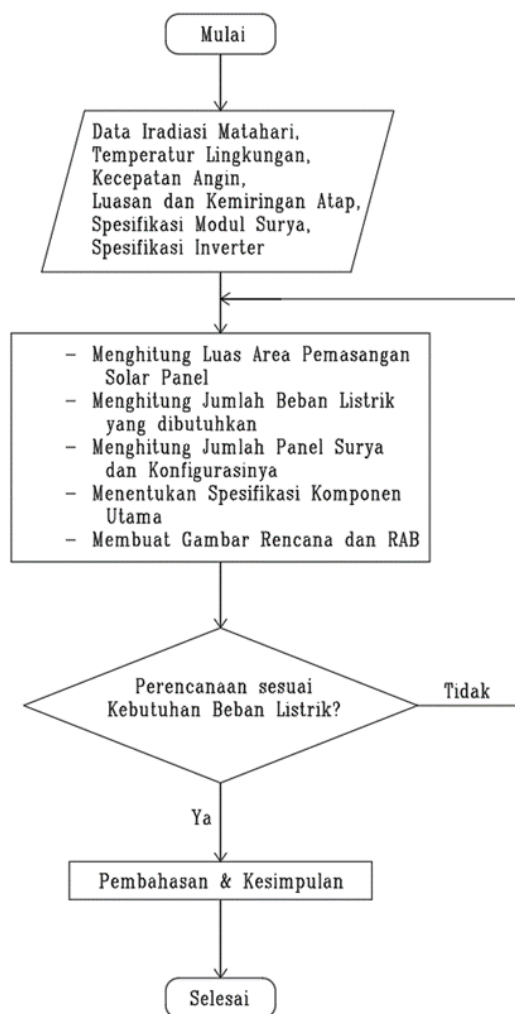 Mulai
Data Iradiasi Matahari,
Temperatur Lingkungan,
Kecepatan Angin,
Luasan dan Kemiringan Atap,
Spesifikasi Modul Surya,
Spesifikasi Inverter
- Menghitung Luas Area Pemasangan
Solar Panel
- Menghitung Jumlah Beban Listrik
yang dibutuhkan
- Menghitung Jumlah Panel Surya
dan Konfigurasinya
- Menentukan Spesifikasi Komponen
Utama
- Membuat Gambar Rencana dan RAB
Perencanaan sesuai
Kebutuhan Beban Listrik?
Tidak
Ya
Pembahasan & Kesimpulan
Selesai